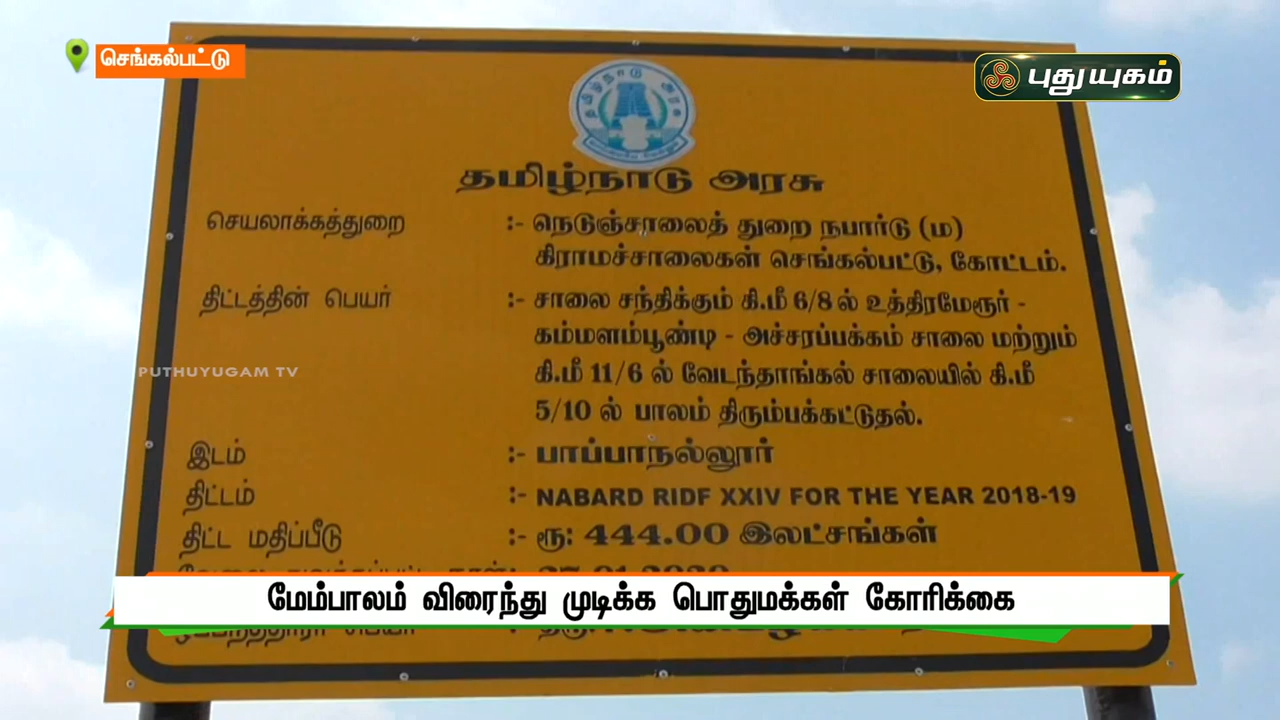 செங்கல்பட்டு
புதுயுகம்
தமிழ்நாடு அரசு
தமிழ்நாடு அரசு
செயலாக்கத்துறை :- நெடுஞ்சாலைத் துறை நபார்டு (ம)
கிராமச்சாலைகள் செங்கல்பட்டு, கோட்டம்.
திட்டத்தின் பெயர் :- சாலை சந்திக்கும் கி.மீ 6/8 ல் உத்திரமேரூர் -
கம்மளம்பூண்டி - அச்சரப்பக்கம் சாலை மற்றும்
PUTHUYUGAM TV
கி.மீ 11/6 ல் வேடந்தாங்கல் சாலையில் கி.மீ
5/10 ல் பாலம் திரும்பக்கட்டுதல்.
இடம் :- பாப்பாநல்லூர்
திட்டம் :- NABARD RIDF XXIV FOR THE YEAR 2018-19
திட்ட மதிப்பீடு :- ரூ: 444.00 இலட்சங்கள்
மேம்பாலம் விரைந்து முடிக்க பொதுமக்கள் கோரிக்கை